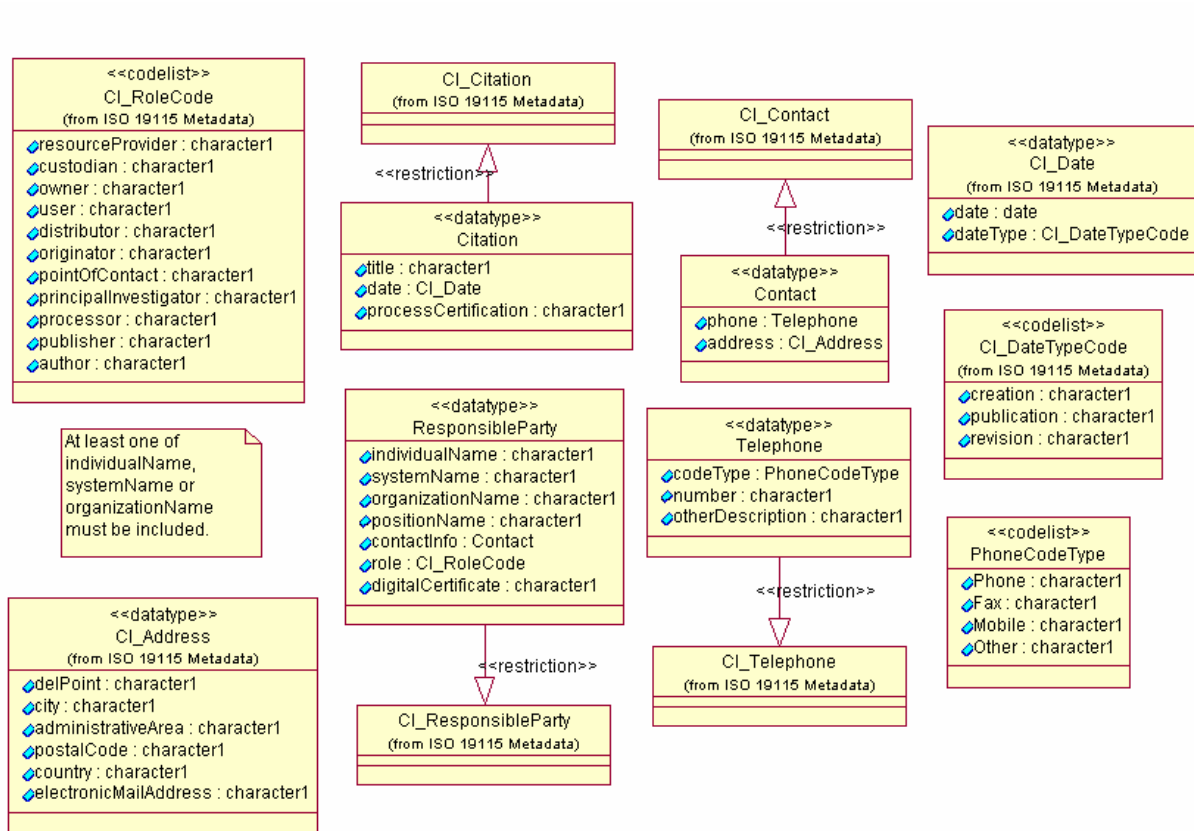 <<codelist>>
CI_RoleCode
(from ISO 19115 Metadata)
resourceProvider : character1
custodian : character1
owner : character1
user : character1
distributor : character1
originator : character1
pointOfContact : character1
principalInvestigator : character1
processor : character1
publisher : character1
author : character1
At least one of
individualName,
systemName or
organizationName
must be included.
<<datatype>>
CI_Address
(from ISO 19115 Metadata)
delPoint : character1
city : character1
administrativeArea : character1
postalCode : character1
country : character1
electronicMailAddress : character1
CI_Citation
(from ISO 19115 Metadata)
<<restriction>>
<<datatype>>
Citation
title : character1
date : CI_Date
processCertification : character1
<<datatype>>
ResponsibleParty
individualName : character1
systemName : character1
organizationName : character1
positionName : character1
contactInfo : Contact
role : CI_RoleCode
digitalCertificate : character1
<<restriction>>
CI_ResponsibleParty
(from ISO 19115 Metadata)
CI_Contact
(from ISO 19115 Metadata)
<<restriction>>
<<datatype>>
Contact
phone : Telephone
address : CI_Address
<<datatype>>
Telephone
codeType : PhoneCodeType
number : character1
otherDescription : character1
<<restriction>>
CI_Telephone
(from ISO 19115 Metadata)
<<datatype>>
CI_Date
(from ISO 19115 Metadata)
date : date
dateType : CI_DateTypeCode
<<codelist>>
CI_DateTypeCode
(from ISO 19115 Metadata)
creation : character1
publication : character1
revision : character1
<<codelist>>
PhoneCodeType
Phone : character1
Fax : character1
Mobile : character1
Other : character1